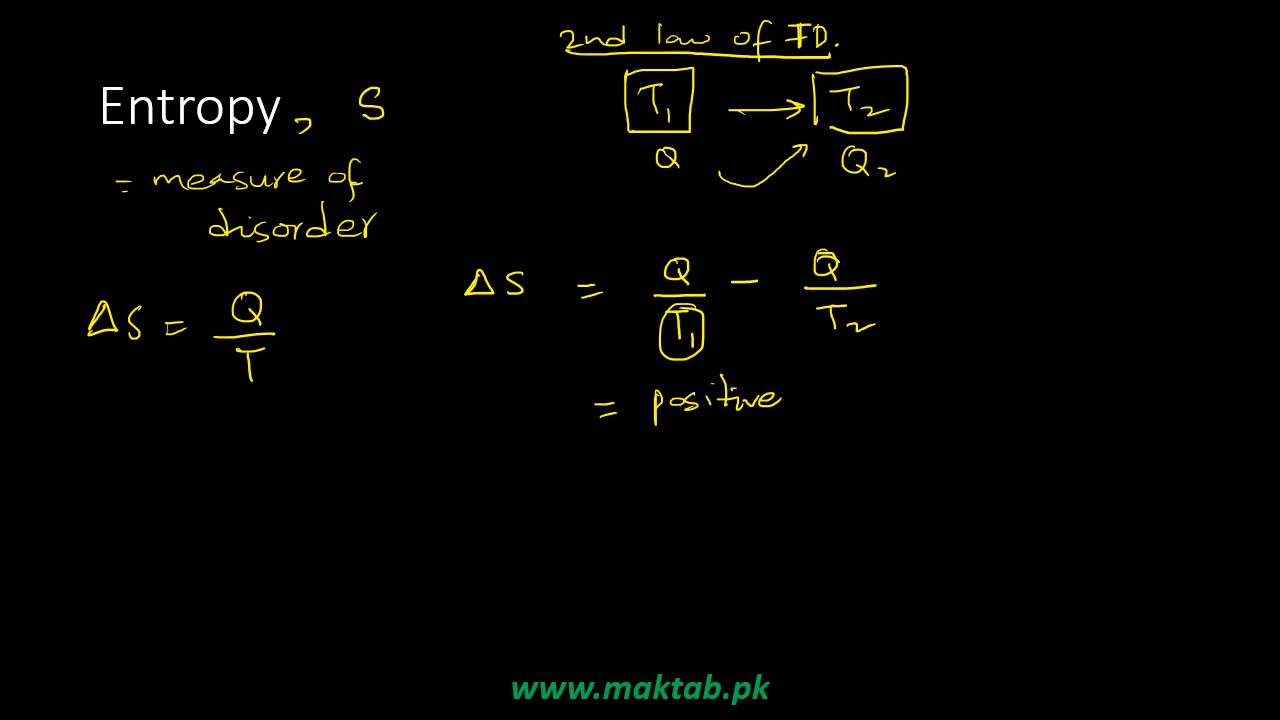 2nd law of TD.
Entropy, S
= measure of
disorder
T₁ → T₂
Q Q₂
ΔS = Q/T
ΔS = Q/T₁ - Q/T₂
= positive
www.maktab.pk